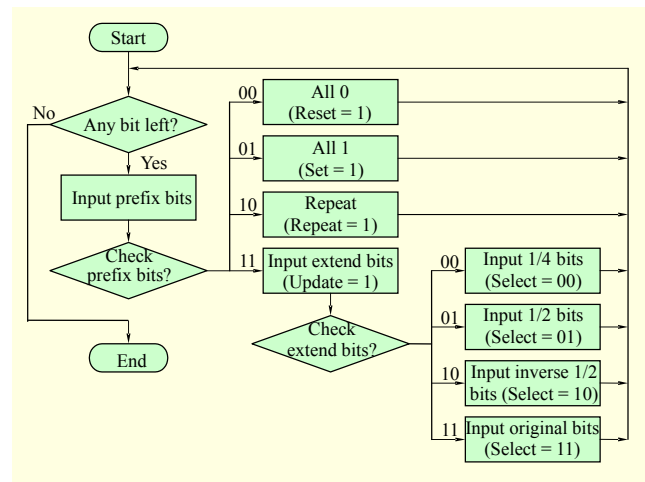 Start
No
Any bit left?
Yes
Input prefix bits
Check
prefix bits?
End
00
All 0
(Reset = 1)
01
All 1
(Set = 1)
10
Repeat
(Repeat = 1)
11
Input extend bits
(Update = 1)
Check
extend bits?
00
Input 1/4 bits
(Select = 00)
01
Input 1/2 bits
(Select = 01)
10
Input inverse 1/2
bits (Select = 10)
11
Input original bits
(Select = 11)